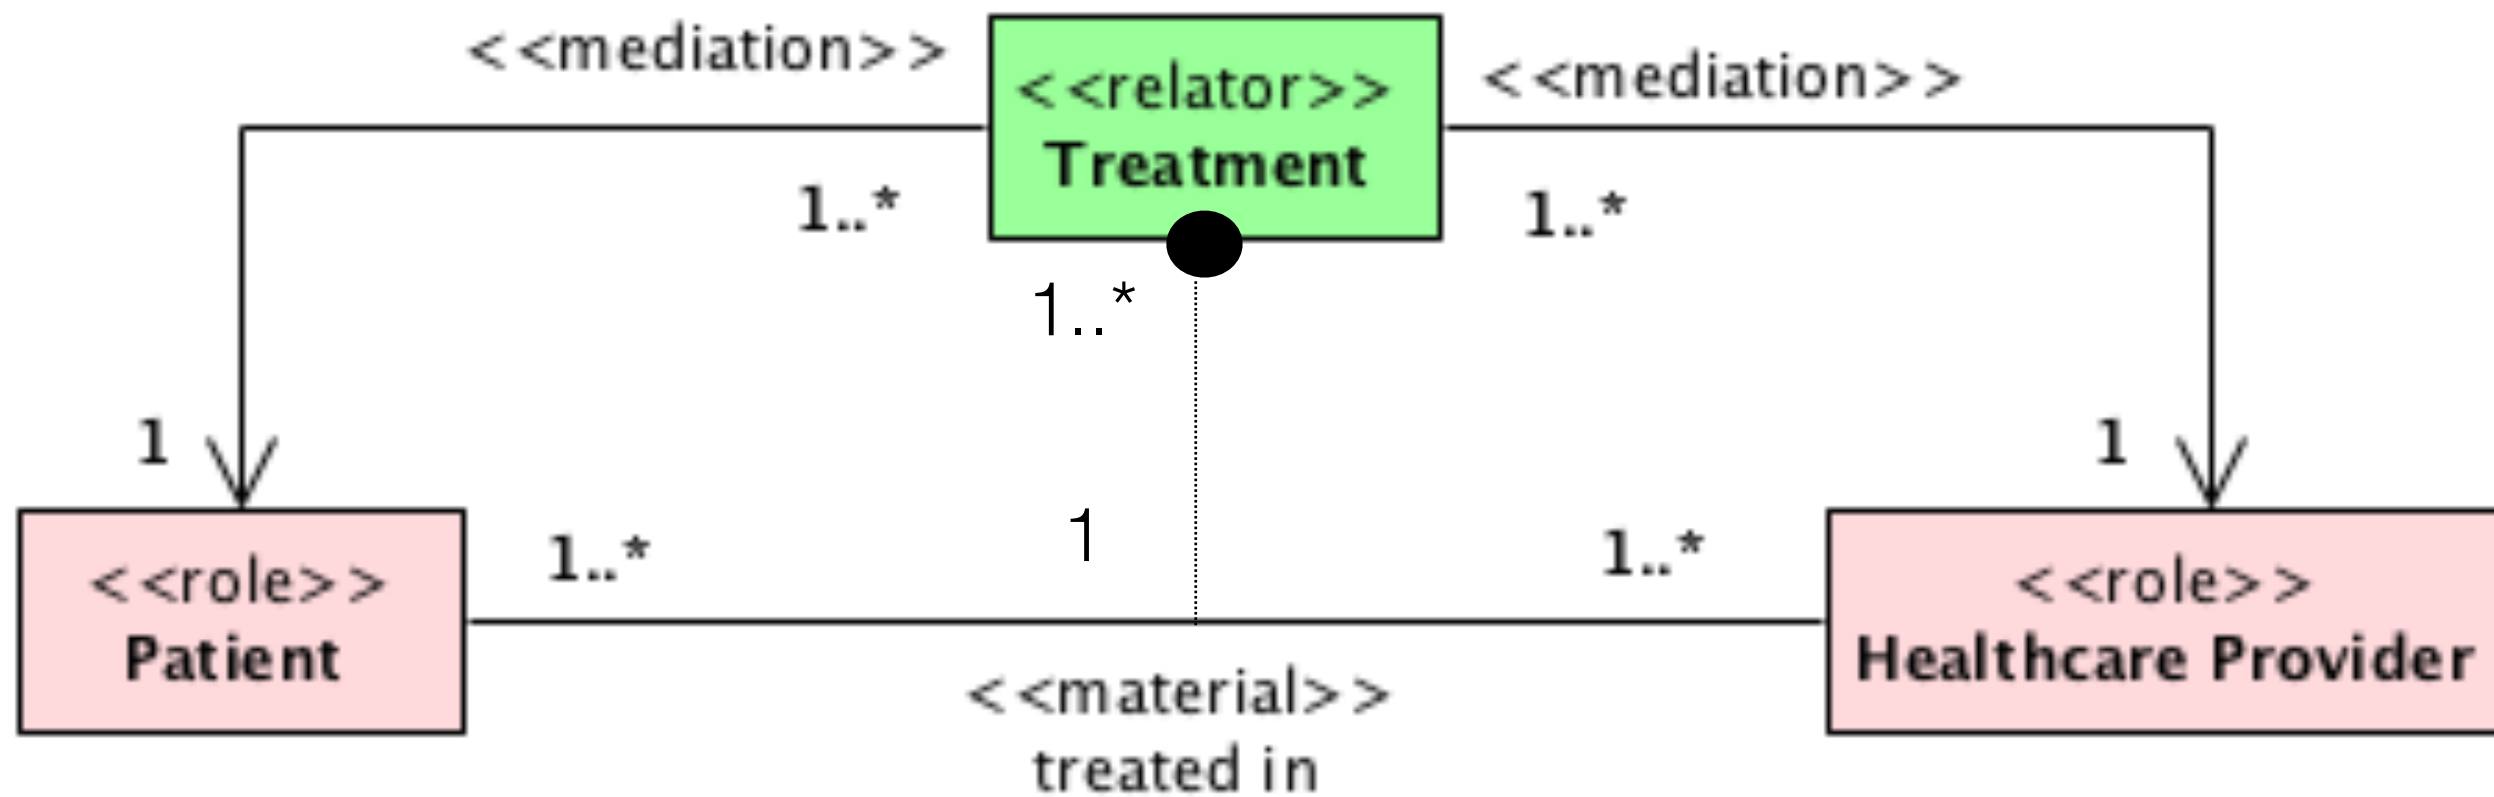 <<mediation>>
<<relator>>
Treatment
<<mediation>>
1..*
1..*
1..*
1
1
1
<<role>>
Patient
1..*
1..*
<<role>>
Healthcare Provider
<<material>>
treated in